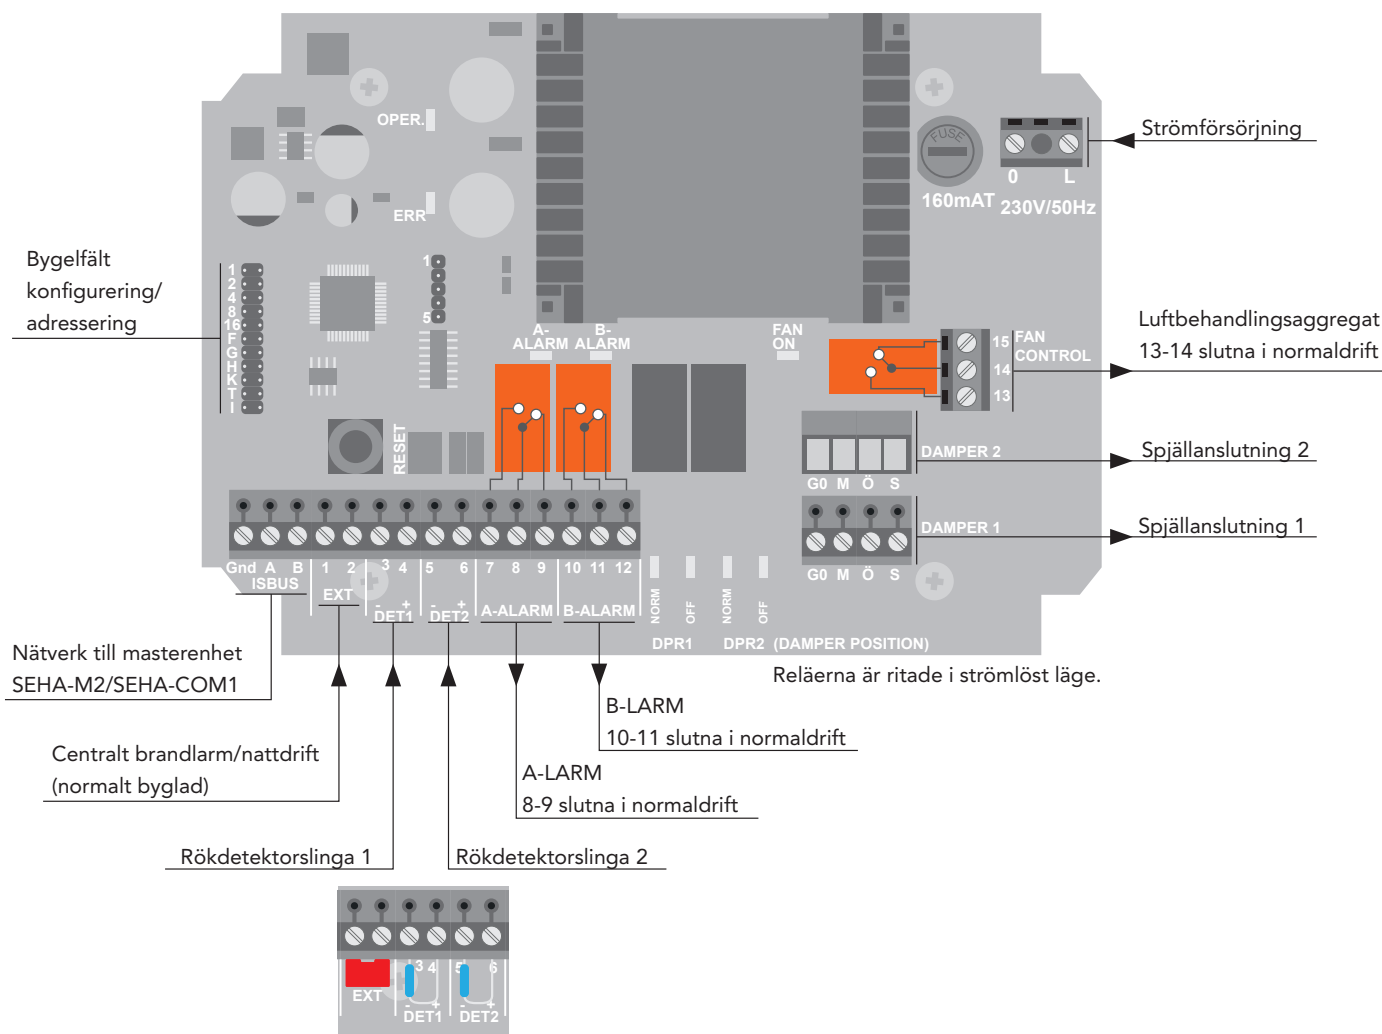 OPER.
FUSE
Strömförsörjning
0 L
160mAT 230V/50Hz
ERR
Bygelfält
konfigurering/
adressering
1
2
4
8
16
F
G
H
K
T
I
1
5
A-
ALARM
B-
ALARM
FAN
ON
15 FAN
CONTROL
14
13
Luftbehandlingsaggregat
13-14 slutna i normaldrift
RESET
DAMPER 2
G0 M Ö S
Spjällanslutning 2
DAMPER 1
G0 M Ö S
Spjällanslutning 1
Gnd A B 1 2 3 4 5 6 7 8 9 10 11 12
ISBUS EXT - + - +
DET1 DET2 A-ALARM B-ALARM
NORM OFF NORM OFF
DPR1 DPR2 (DAMPER POSITION)
Nätverk till masterenhet
SEHA-M2/SEHA-COM1
Reläerna är ritade i strömlöst läge.
B-LARM
10-11 slutna i normaldrift
Centralt brandlarm/nattdrift
(normalt byglad)
A-LARM
8-9 slutna i normaldrift
Rökdetektorslinga 1
Rökdetektorslinga 2
3 4 5 6
EXT - + - +
DET1 DET2